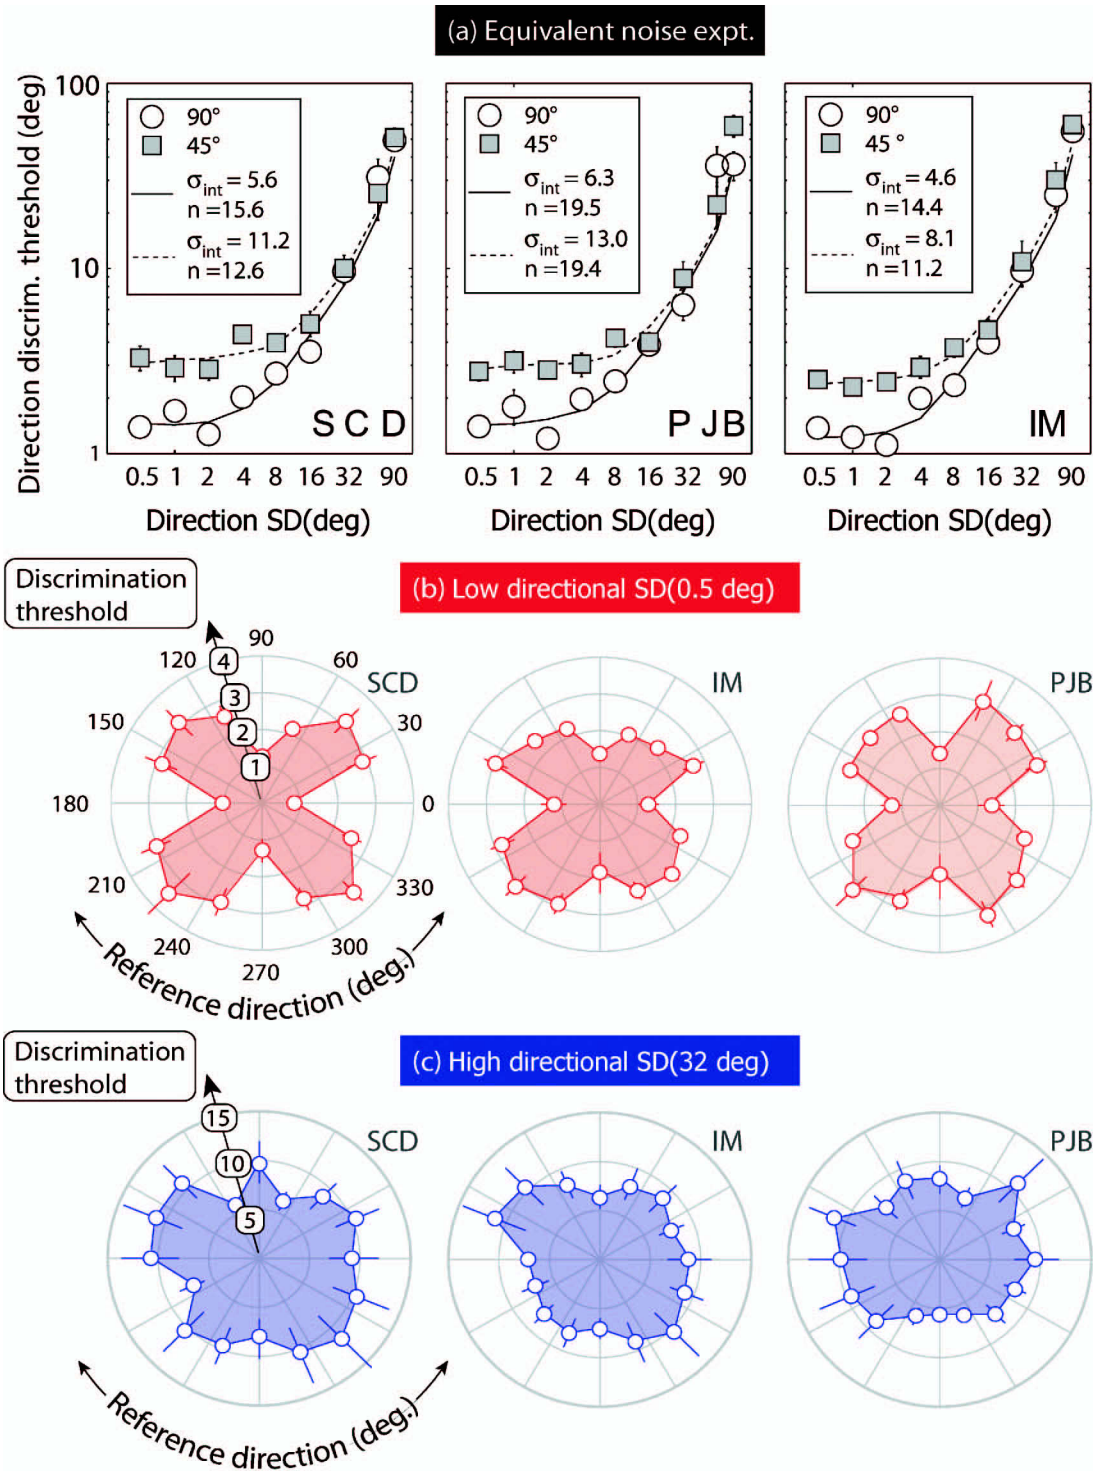 (a) Equivalent noise expt.
Direction discrim. threshold (deg)
100
10
1
90°
45°
σint = 5.6
n=15.6
σint = 11.2
n=12.6
S C D
0.5 1 2 4 8 16 32 90
Direction SD(deg)
90°
45°
σint = 6.3
n=19.5
σint = 13.0
n=19.4
P JB
0.5 1 2 4 8 16 32 90
Direction SD(deg)
90°
45 °
σint = 4.6
n=14.4
σint = 8.1
n=11.2
IM
0.5 1 2 4 8 16 32 90
Direction SD(deg)
(b) Low directional SD(0.5 deg)
Discrimination
threshold
4
3
2
1
90
60
30
0
330
300
270
240
210
180
150
120
SCD
IM
PJB
Reference direction (deg.)
(c) High directional SD(32 deg)
Discrimination
threshold
15
10
5
SCD
IM
PJB
Reference direction (deg.)